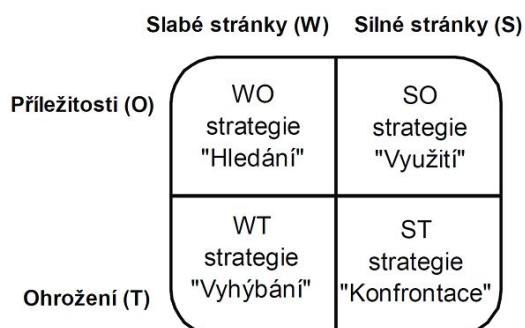 Slabé stránky (W) Silné stránky (S)
Příležitosti (O)
WO
strategie
"Hledání"
SO
strategie
"Využití"
Ohrožení (T)
WT
strategie
"Vyhýbání"
ST
strategie
"Konfrontace"